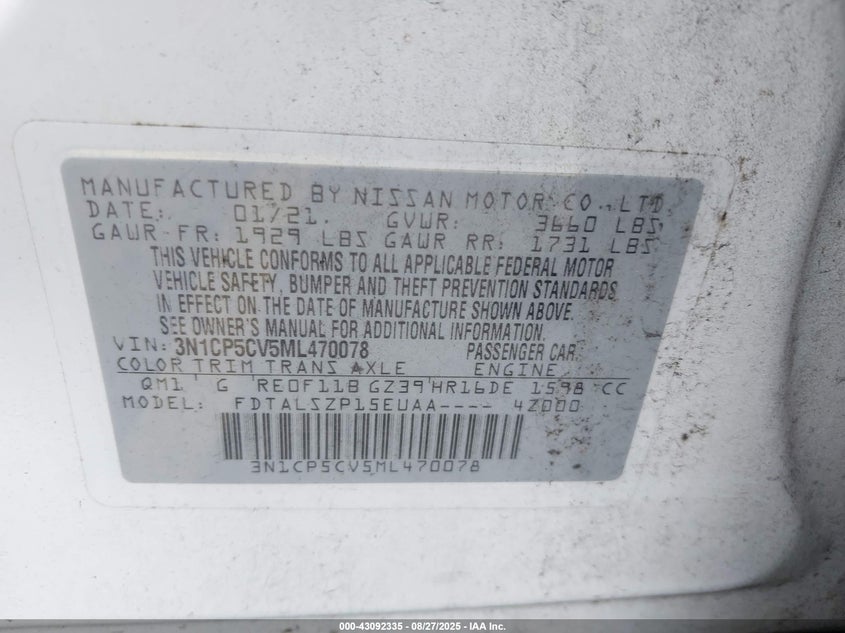 MANUFACTURED BY NISSAN MOTOR CO., LTD.
DATE: 01/21. GVWR: 3660 LBS
GAWR FR: 1929 LBS GAWR RR: 1731 LBS
THIS VEHICLE CONFORMS TO ALL APPLICABLE FEDERAL MOTOR
VEHICLE SAFETY, BUMPER AND THEFT PREVENTION STANDARDS
IN EFFECT ON THE DATE OF MANUFACTURE SHOWN ABOVE.
SEE OWNER'S MANUAL FOR ADDITIONAL INFORMATION.
VIN: 3N1CP5CV5ML470078 PASSENGER CAR
COLOR TRIM TRANS AXLE ENGINE
QM1 G RE0F11B GZ39 HR16DE 1598 CC
MODEL: FDTALSZP15EUAA---- 4Z000
3N1CP5CV5ML470078
000-43092335 - 08/27/2025 - IAA Inc.